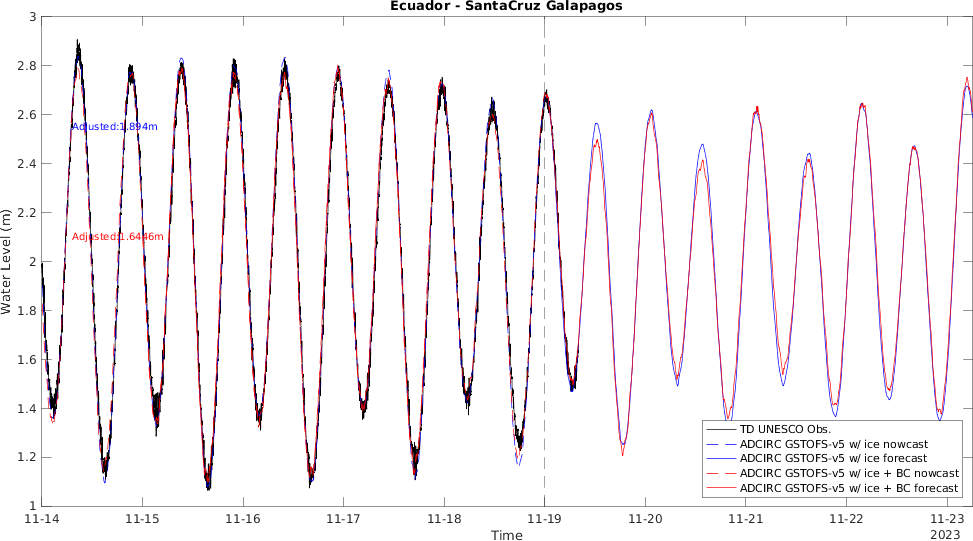 Ecuador - SantaCruz Galapagos
3
2.8
2.6
2.4
2.2
2
1.8
1.6
1.4
1.2
1
Water Level (m)
Adjusted:1.894m
Adjusted:1.6446m
TD UNESCO Obs.
ADCIRC GSTOFS-v5 w/ ice nowcast
ADCIRC GSTOFS-v5 w/ ice forecast
ADCIRC GSTOFS-v5 w/ ice + BC nowcast
ADCIRC GSTOFS-v5 w/ ice + BC forecast
11-14 11-15 11-16 11-17 11-18 11-19 11-20 11-21 11-22 11-23
Time
2023